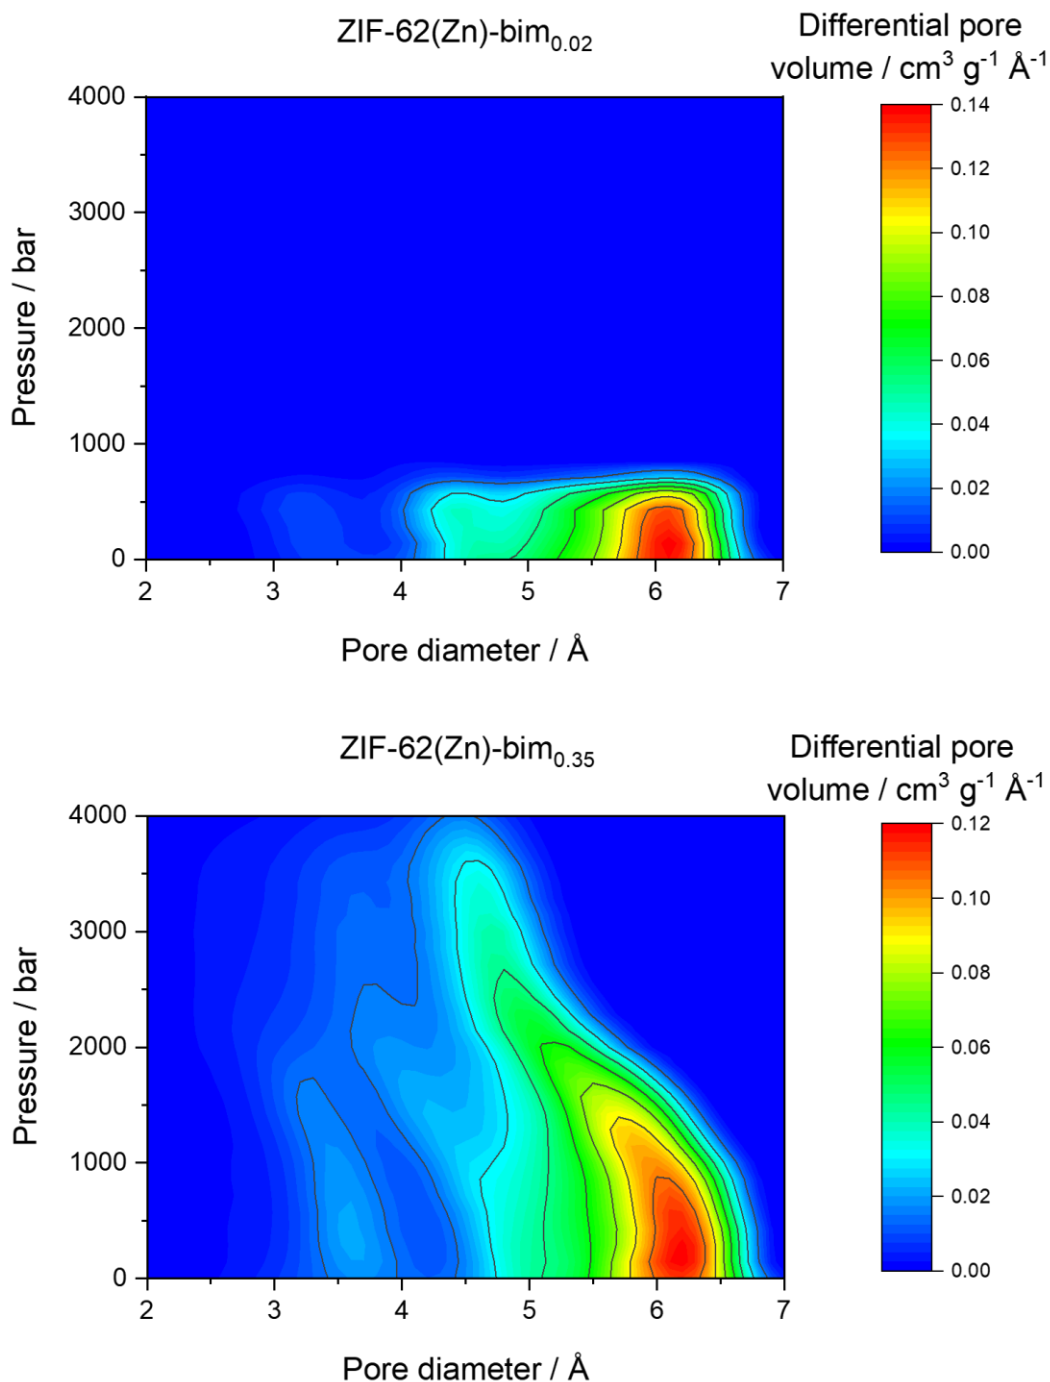 ZIF-62(Zn)-bim0.02
Differential pore
volume / cm3 g-1 Å-1
4000
3000
2000
1000
0
Pressure / bar
2 3 4 5 6 7
Pore diameter / Å
0.14
0.12
0.10
0.08
0.06
0.04
0.02
0.00
ZIF-62(Zn)-bim0.35
Differential pore
volume / cm3 g-1 Å-1
4000
3000
2000
1000
0
Pressure / bar
2 3 4 5 6 7
Pore diameter / Å
0.12
0.10
0.08
0.06
0.04
0.02
0.00